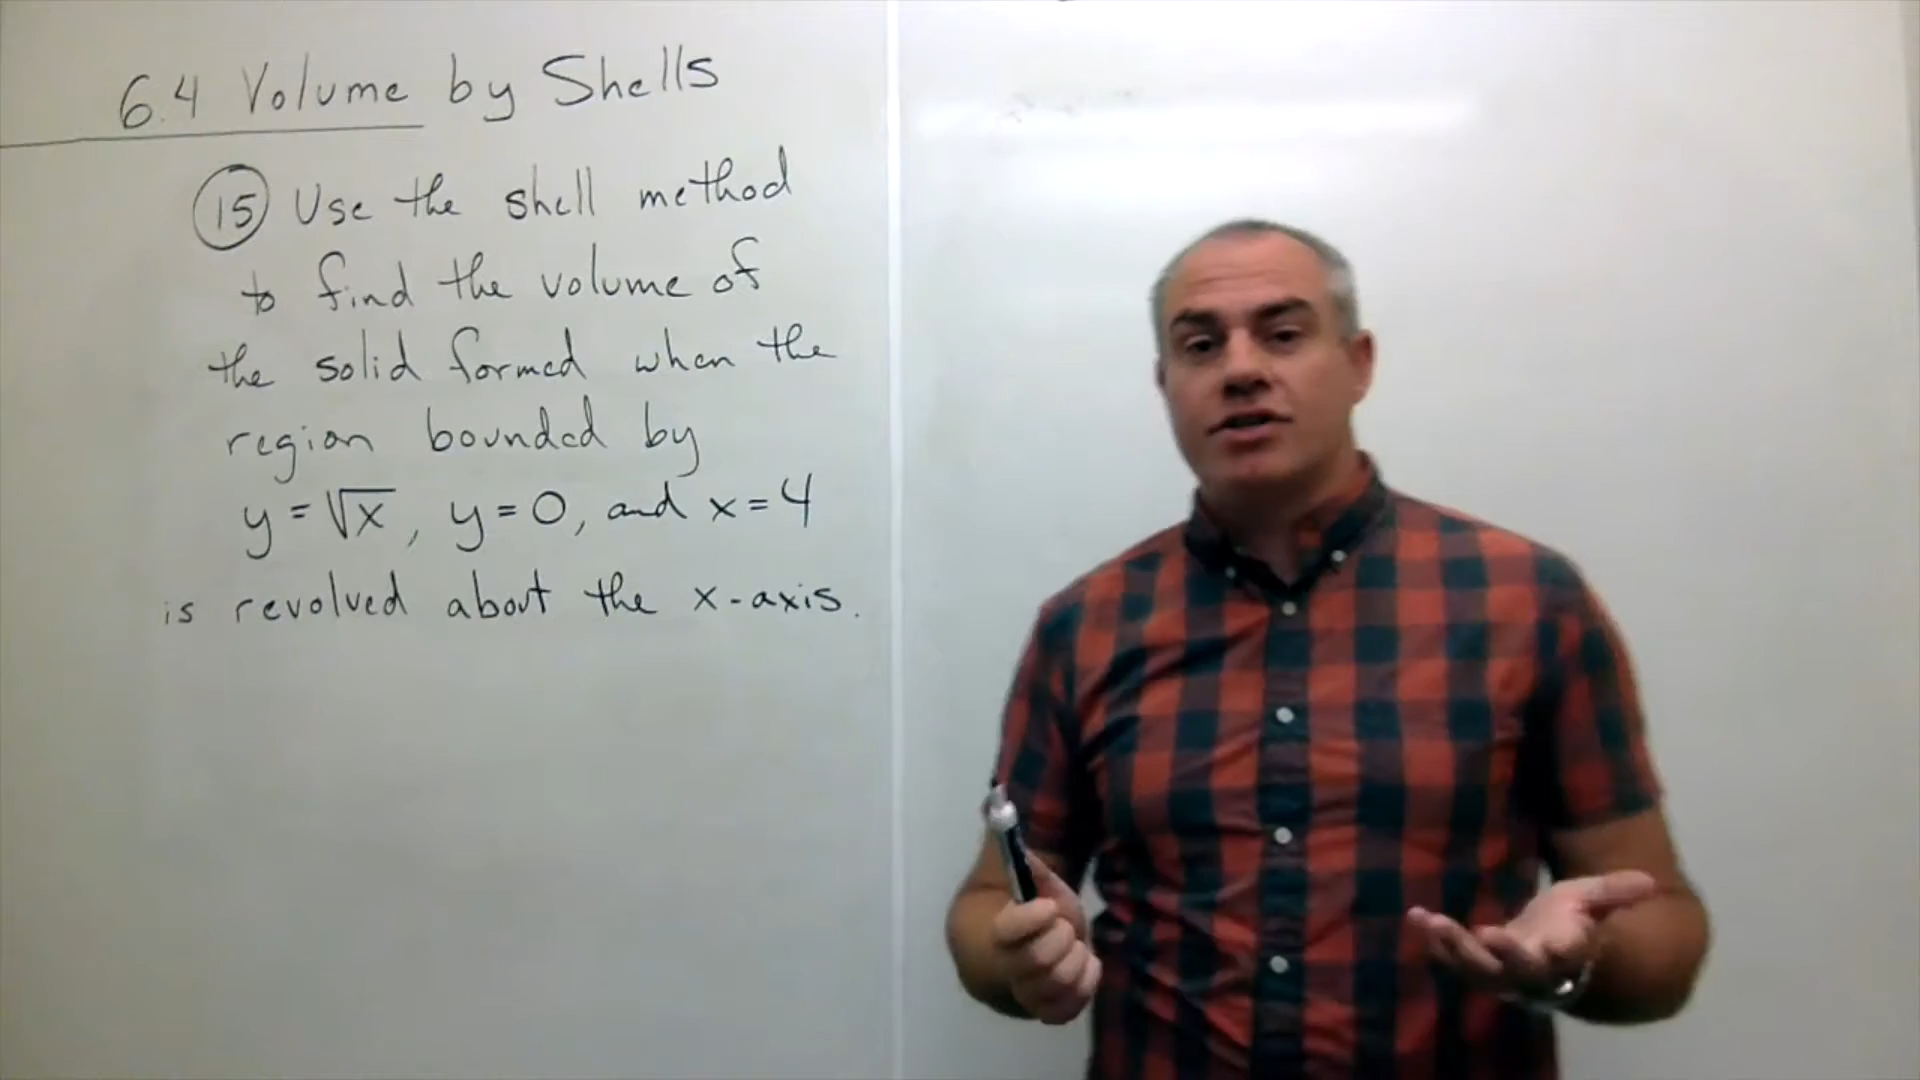 6.4 Volume by Shells
15 Use the shell method
to find the volume of
the solid formed when the
region bounded by
y = √x, y = 0, and x = 4
is revolved about the x-axis.